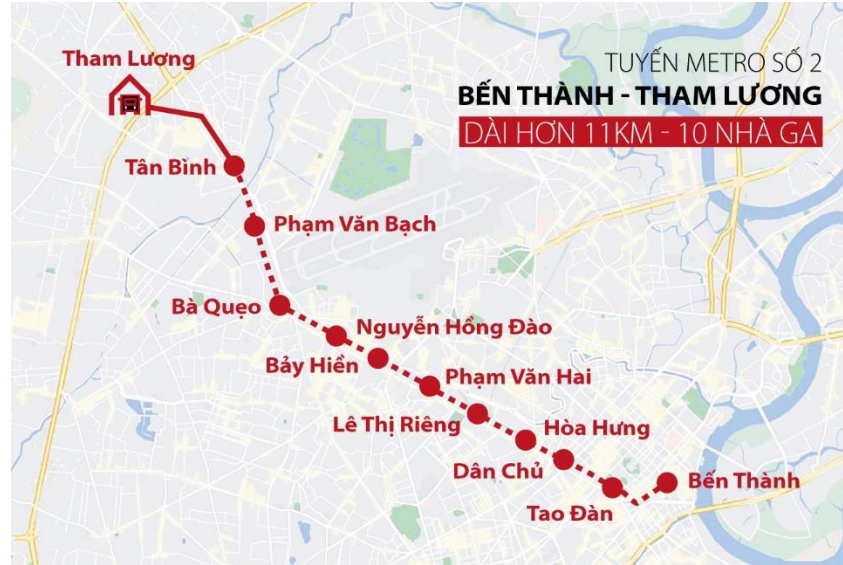 TUYẾN METRO SỐ 2
BẾN THÀNH - THAM LƯƠNG
DÀI HƠN 11KM - 10 NHÀ GA
Tham Lương
Tân Bình
Phạm Văn Bạch
Bà Quẹo
Nguyễn Hồng Đào
Bảy Hiền
Phạm Văn Hai
Lê Thị Riêng
Hòa Hưng
Dân Chủ
Bến Thành
Tao Đàn